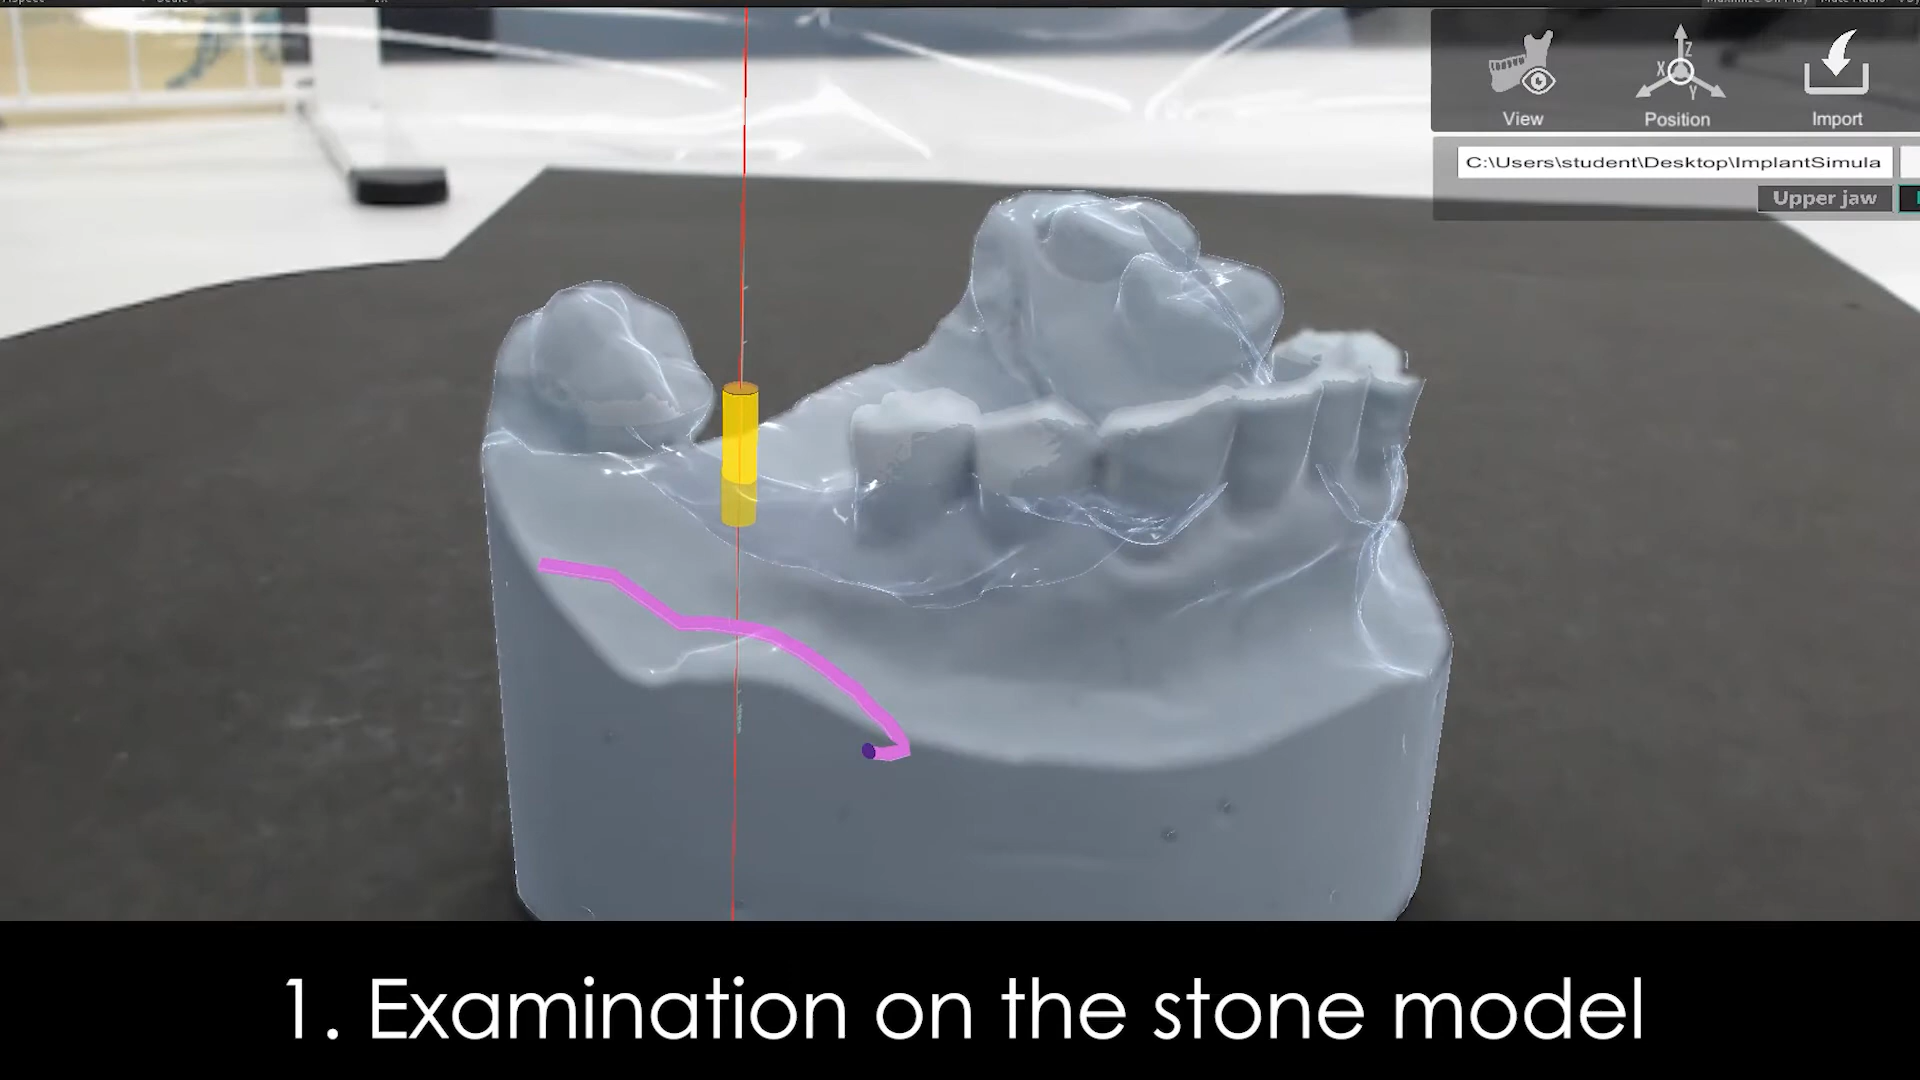 View
Position
Import
X
Z
Y
C:\Users\student\Desktop\ImplantSimula
Upper jaw
1. Examination on the stone model